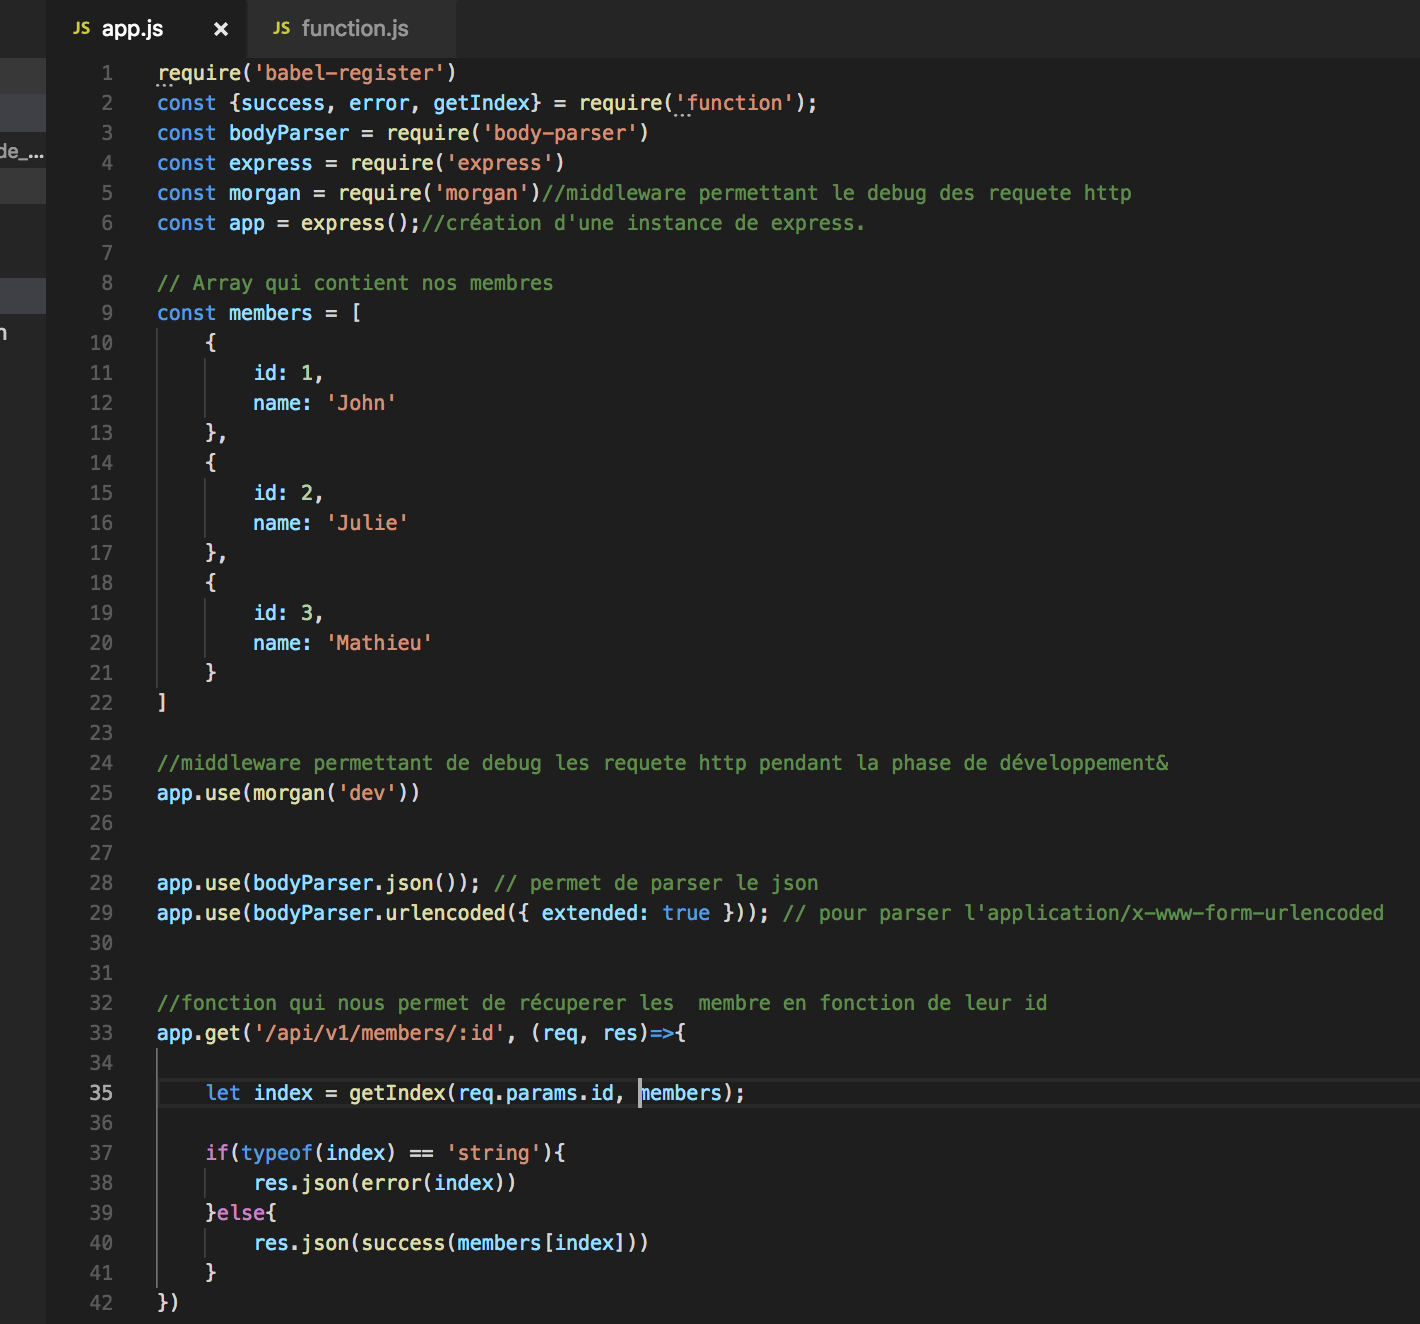 JS app.js × JS function.js
1 require('babel-register')
2 const {success, error, getIndex} = require('function');
3 const bodyParser = require('body-parser')
de_...
4 const express = require('express')
5 const morgan = require('morgan')//middleware permettant le debug des requete http
6 const app = express();//création d'une instance de express.
7
8 // Array qui contient nos membres
9 const members = [
10 {
11 id: 1,
12 name: 'John'
13 },
14 {
15 id: 2,
16 name: 'Julie'
17 },
18 {
19 id: 3,
20 name: 'Mathieu'
21 }
22 ]
23
24 //middleware permettant de debug les requete http pendant la phase de développement&
25 app.use(morgan('dev'))
26
27
28 app.use(bodyParser.json()); // permet de parser le json
29 app.use(bodyParser.urlencoded({ extended: true })); // pour parser l'application/x-www-form-urlencoded
30
31
32 //fonction qui nous permet de récuperer les  membre en fonction de leur id
33 app.get('/api/v1/members/:id', (req, res)=>{
34
35 let index = getIndex(req.params.id, members);
36
37 if(typeof(index) == 'string'){
38 res.json(error(index))
39 }else{
40 res.json(success(members[index]))
41 }
42 })